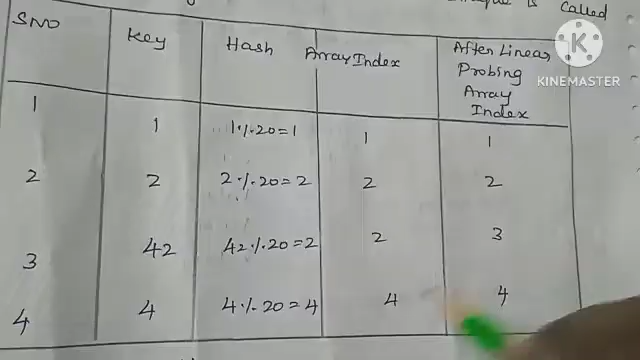 is called
SNO Key Hash Array Index After Linear Probing Array Index
1 1 1 % 20 = 1 1 1
2 2 2 % 20 = 2 2 2
3 42 42 % 20 = 2 2 3
4 4 4 % 20 = 4 4 4
KINEMASTER